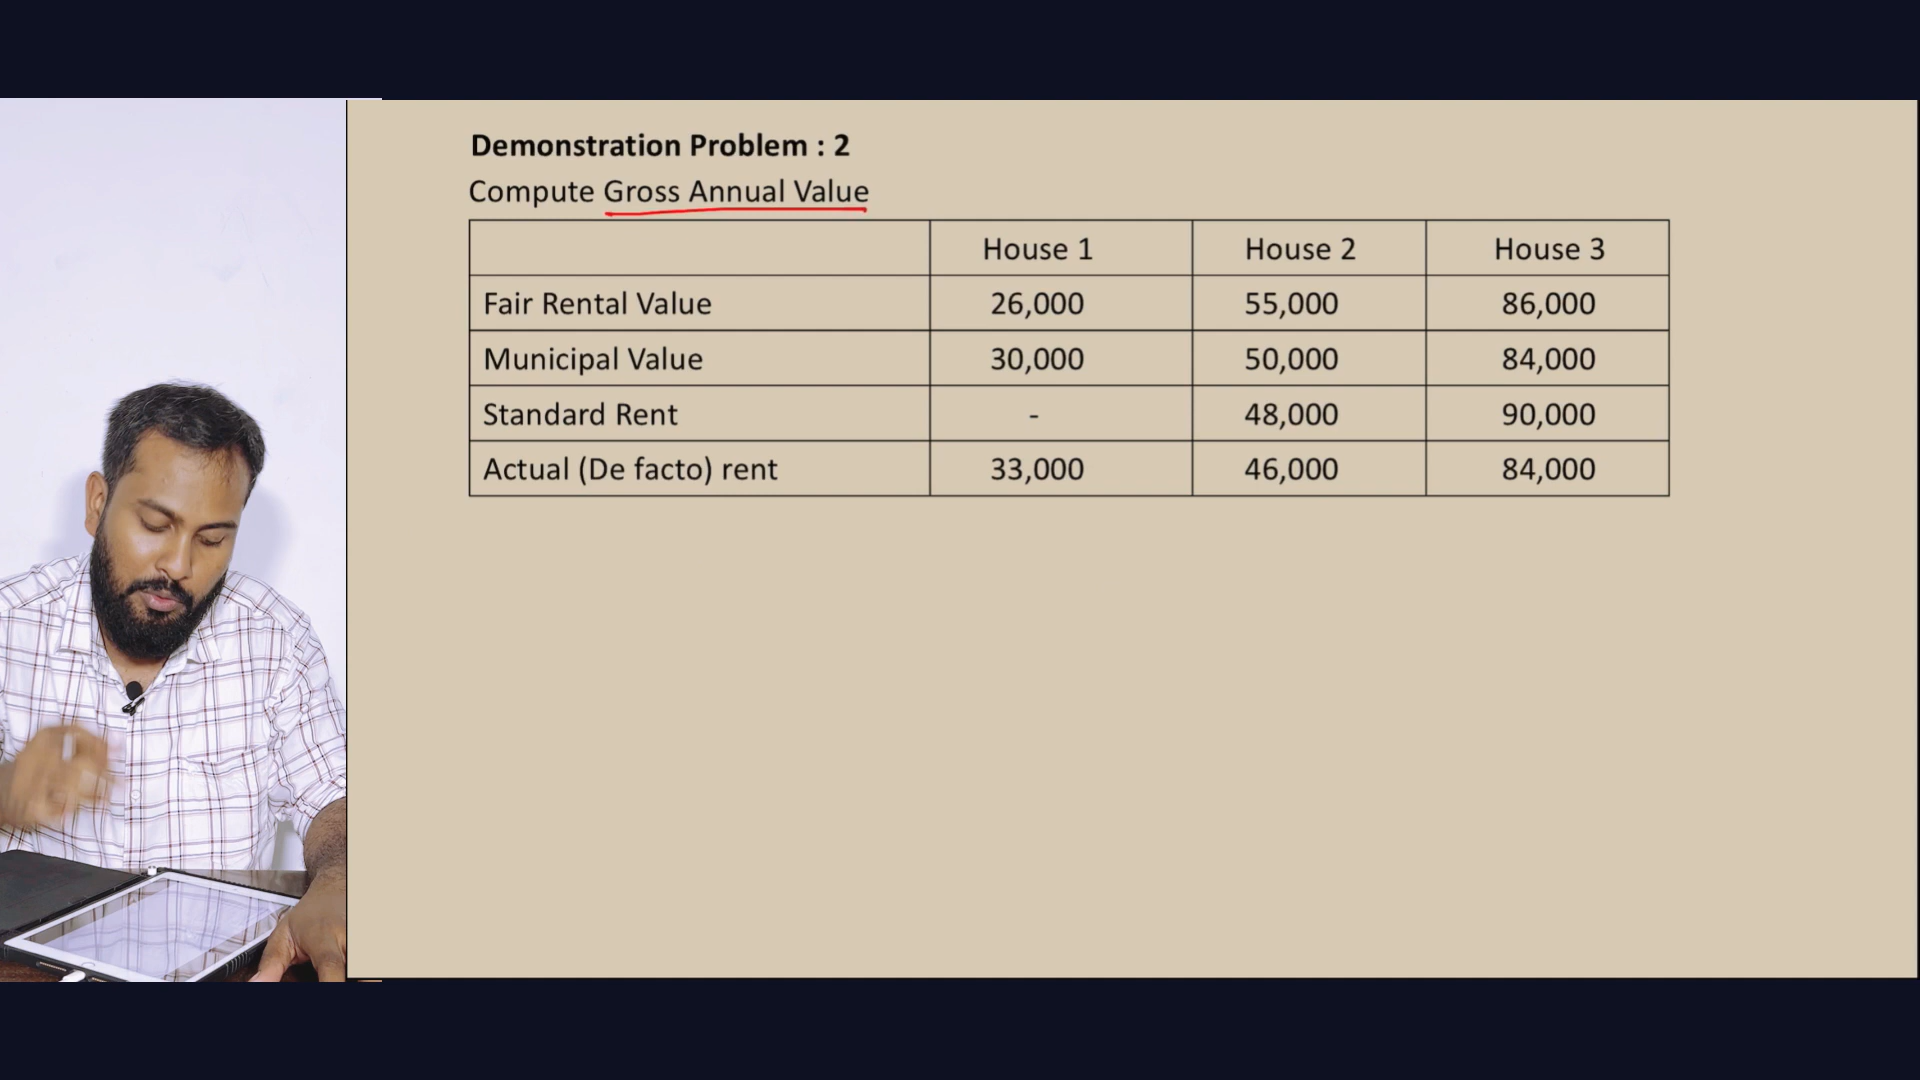 Demonstration Problem : 2
Compute Gross Annual Value
House 1 House 2 House 3
Fair Rental Value 26,000 55,000 86,000
Municipal Value 30,000 50,000 84,000
Standard Rent - 48,000 90,000
Actual (De facto) rent 33,000 46,000 84,000